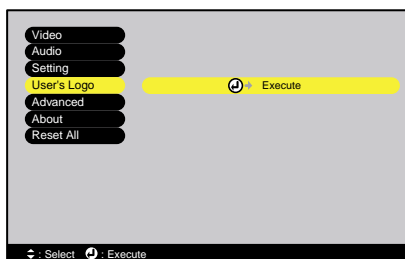 Video
Audio
Setting
User's Logo Execute
Advanced
About
Reset All
: Select : Execute